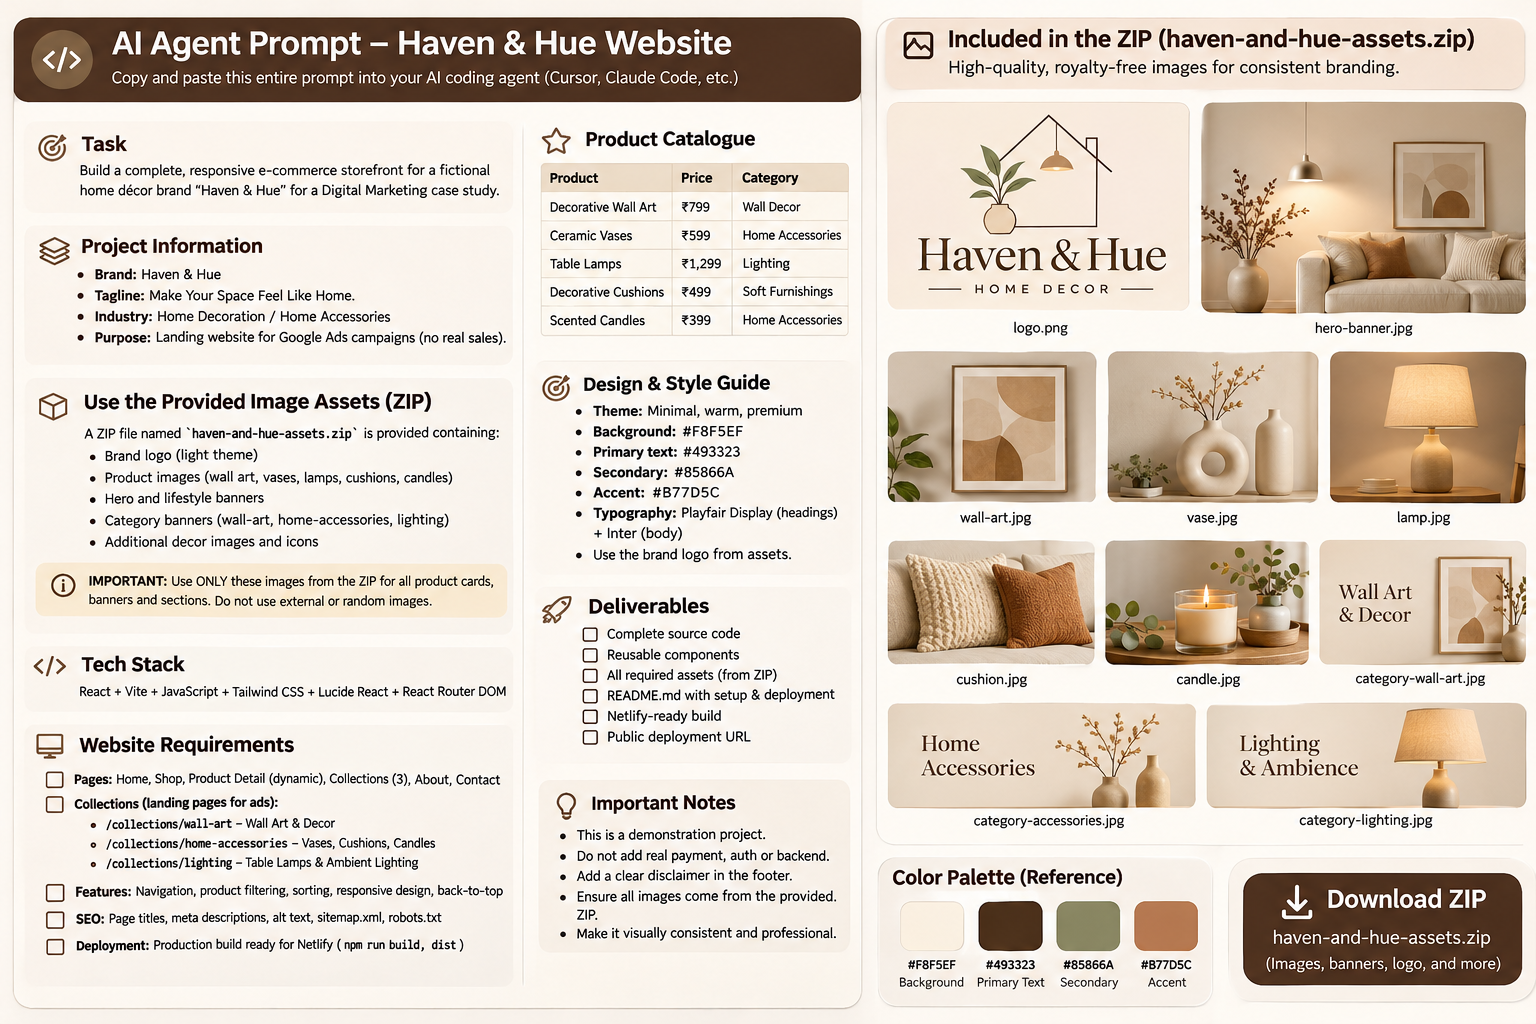 </>
AI Agent Prompt – Haven & Hue Website
Copy and paste this entire prompt into your AI coding agent (Cursor, Claude Code, etc.)
Task
Build a complete, responsive e-commerce storefront for a fictional
home décor brand “Haven & Hue” for a Digital Marketing case study.
Project Information
• Brand: Haven & Hue
• Tagline: Make Your Space Feel Like Home.
• Industry: Home Decoration / Home Accessories
• Purpose: Landing website for Google Ads campaigns (no real sales).
Use the Provided Image Assets (ZIP)
A ZIP file named `haven-and-hue-assets.zip` is provided containing:
• Brand logo (light theme)
• Product images (wall art, vases, lamps, cushions, candles)
• Hero and lifestyle banners
• Category banners (wall-art, home-accessories, lighting)
• Additional decor images and icons
IMPORTANT: Use ONLY these images from the ZIP for all product cards,
banners and sections. Do not use external or random images.
</> Tech Stack
React + Vite + JavaScript + Tailwind CSS + Lucide React + React Router DOM
Website Requirements
Pages: Home, Shop, Product Detail (dynamic), Collections (3), About, Contact
Collections (landing pages for ads):
• /collections/wall-art – Wall Art & Decor
• /collections/home-accessories – Vases, Cushions, Candles
• /collections/lighting – Table Lamps & Ambient Lighting
Features: Navigation, product filtering, sorting, responsive design, back-to-top
SEO: Page titles, meta descriptions, alt text, sitemap.xml, robots.txt
Deployment: Production build ready for Netlify ( npm run build, dist )
Product Catalogue
Product Price Category
Decorative Wall Art ₹799 Wall Decor
Ceramic Vases ₹599 Home Accessories
Table Lamps ₹1,299 Lighting
Decorative Cushions ₹499 Soft Furnishings
Scented Candles ₹399 Home Accessories
Design & Style Guide
• Theme: Minimal, warm, premium
• Background: #F8F5EF
• Primary text: #493323
• Secondary: #85866A
• Accent: #B77D5C
• Typography: Playfair Display (headings)
+ Inter (body)
• Use the brand logo from assets.
Deliverables
Complete source code
Reusable components
All required assets (from ZIP)
README.md with setup & deployment
Netlify-ready build
Public deployment URL
Important Notes
• This is a demonstration project.
• Do not add real payment, auth or backend.
• Add a clear disclaimer in the footer.
• Ensure all images come from the provided.
ZIP.
• Make it visually consistent and professional.
Included in the ZIP (haven-and-hue-assets.zip)
High-quality, royalty-free images for consistent branding.
Haven & Hue
HOME DECOR
logo.png
hero-banner.jpg
wall-art.jpg
vase.jpg
lamp.jpg
cushion.jpg
candle.jpg
Wall Art
& Decor
category-wall-art.jpg
Home
Accessories
category-accessories.jpg
Lighting
& Ambience
category-lighting.jpg
Color Palette (Reference)
#F8F5EF
Background
#493323
Primary Text
#85866A
Secondary
#B77D5C
Accent
Download ZIP
haven-and-hue-assets.zip
(Images, banners, logo, and more)